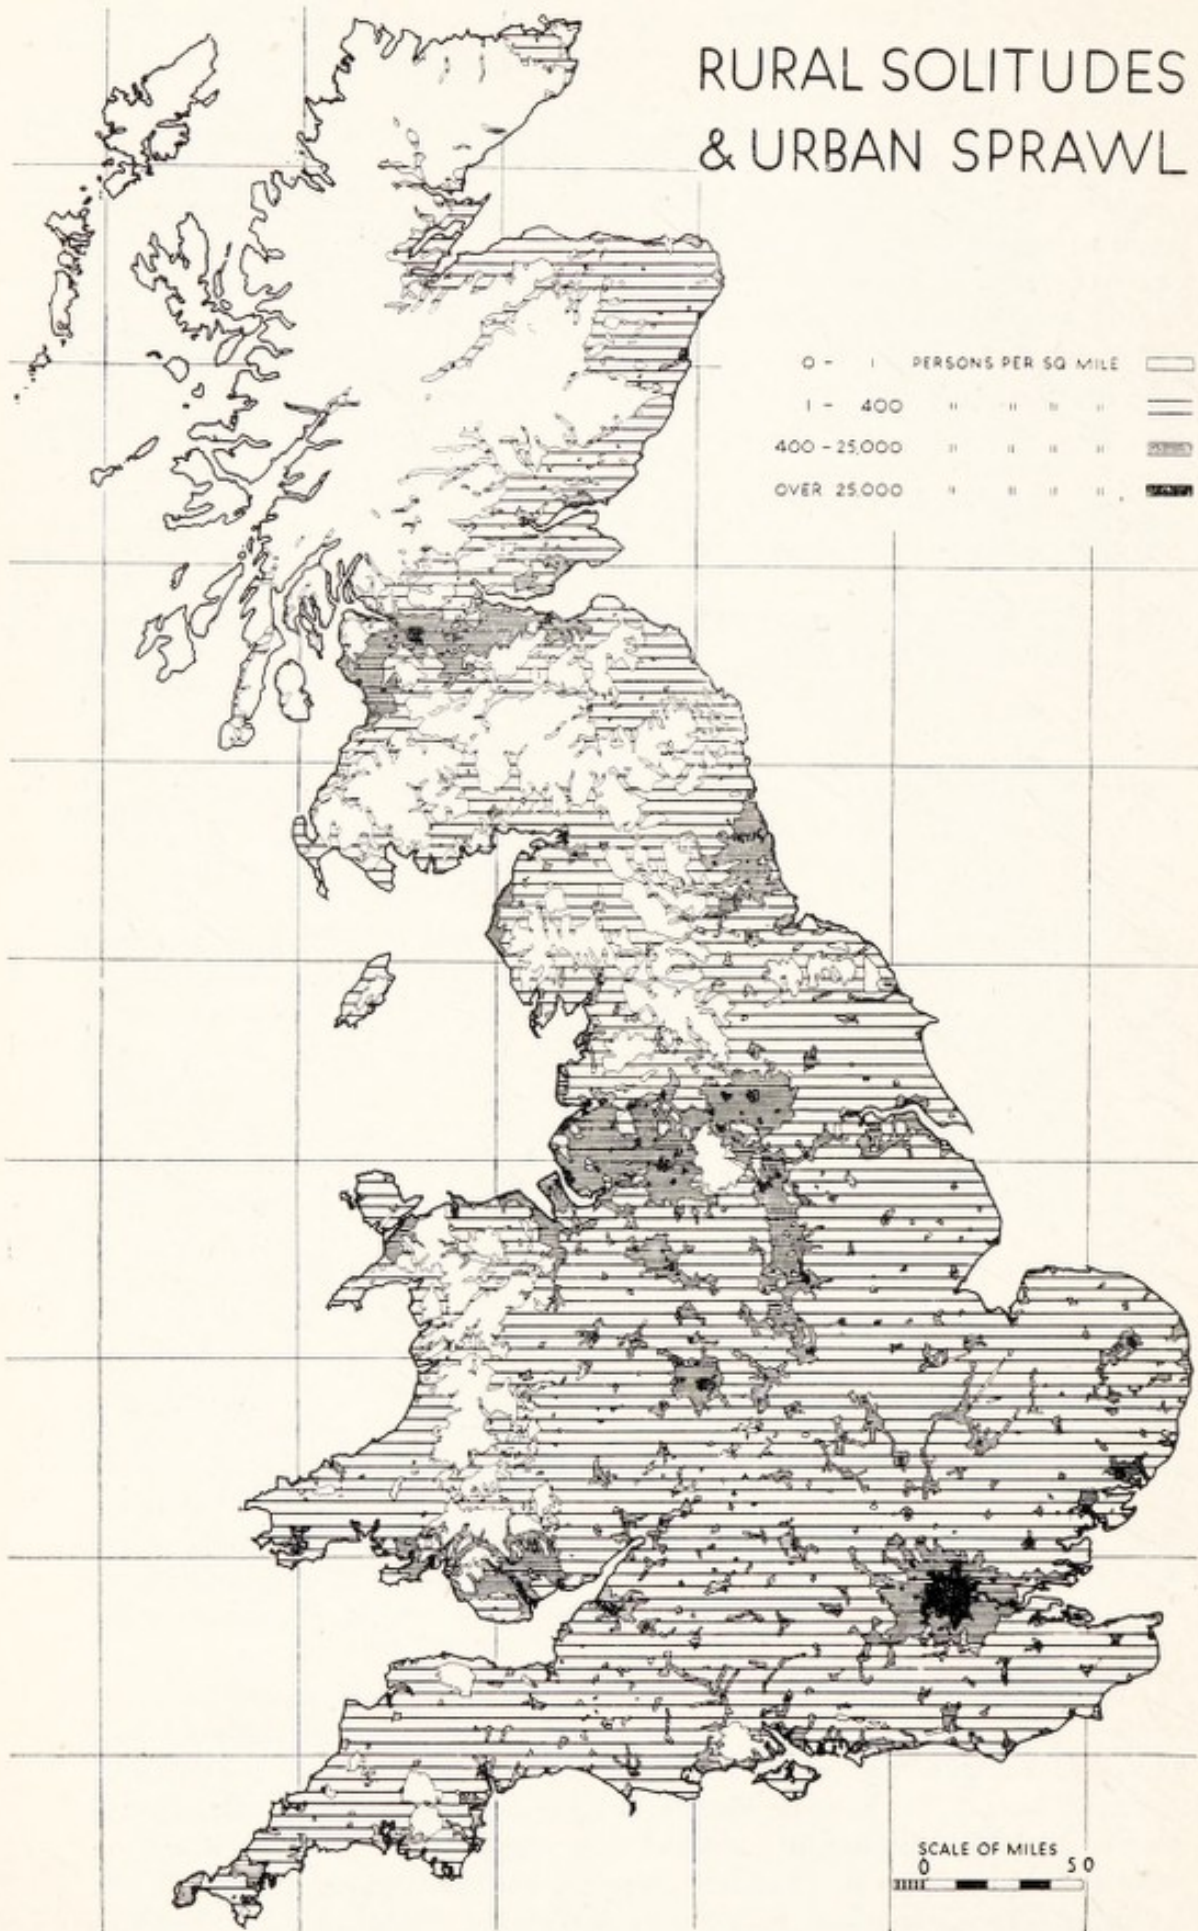 RURAL SOLITUDES
& URBAN SPRAWL
0 - 1 PERSONS PER SQ MILE
1 - 400 " " " "
400 - 25,000 " " " "
OVER 25,000 " " " "
SCALE OF MILES
0 50